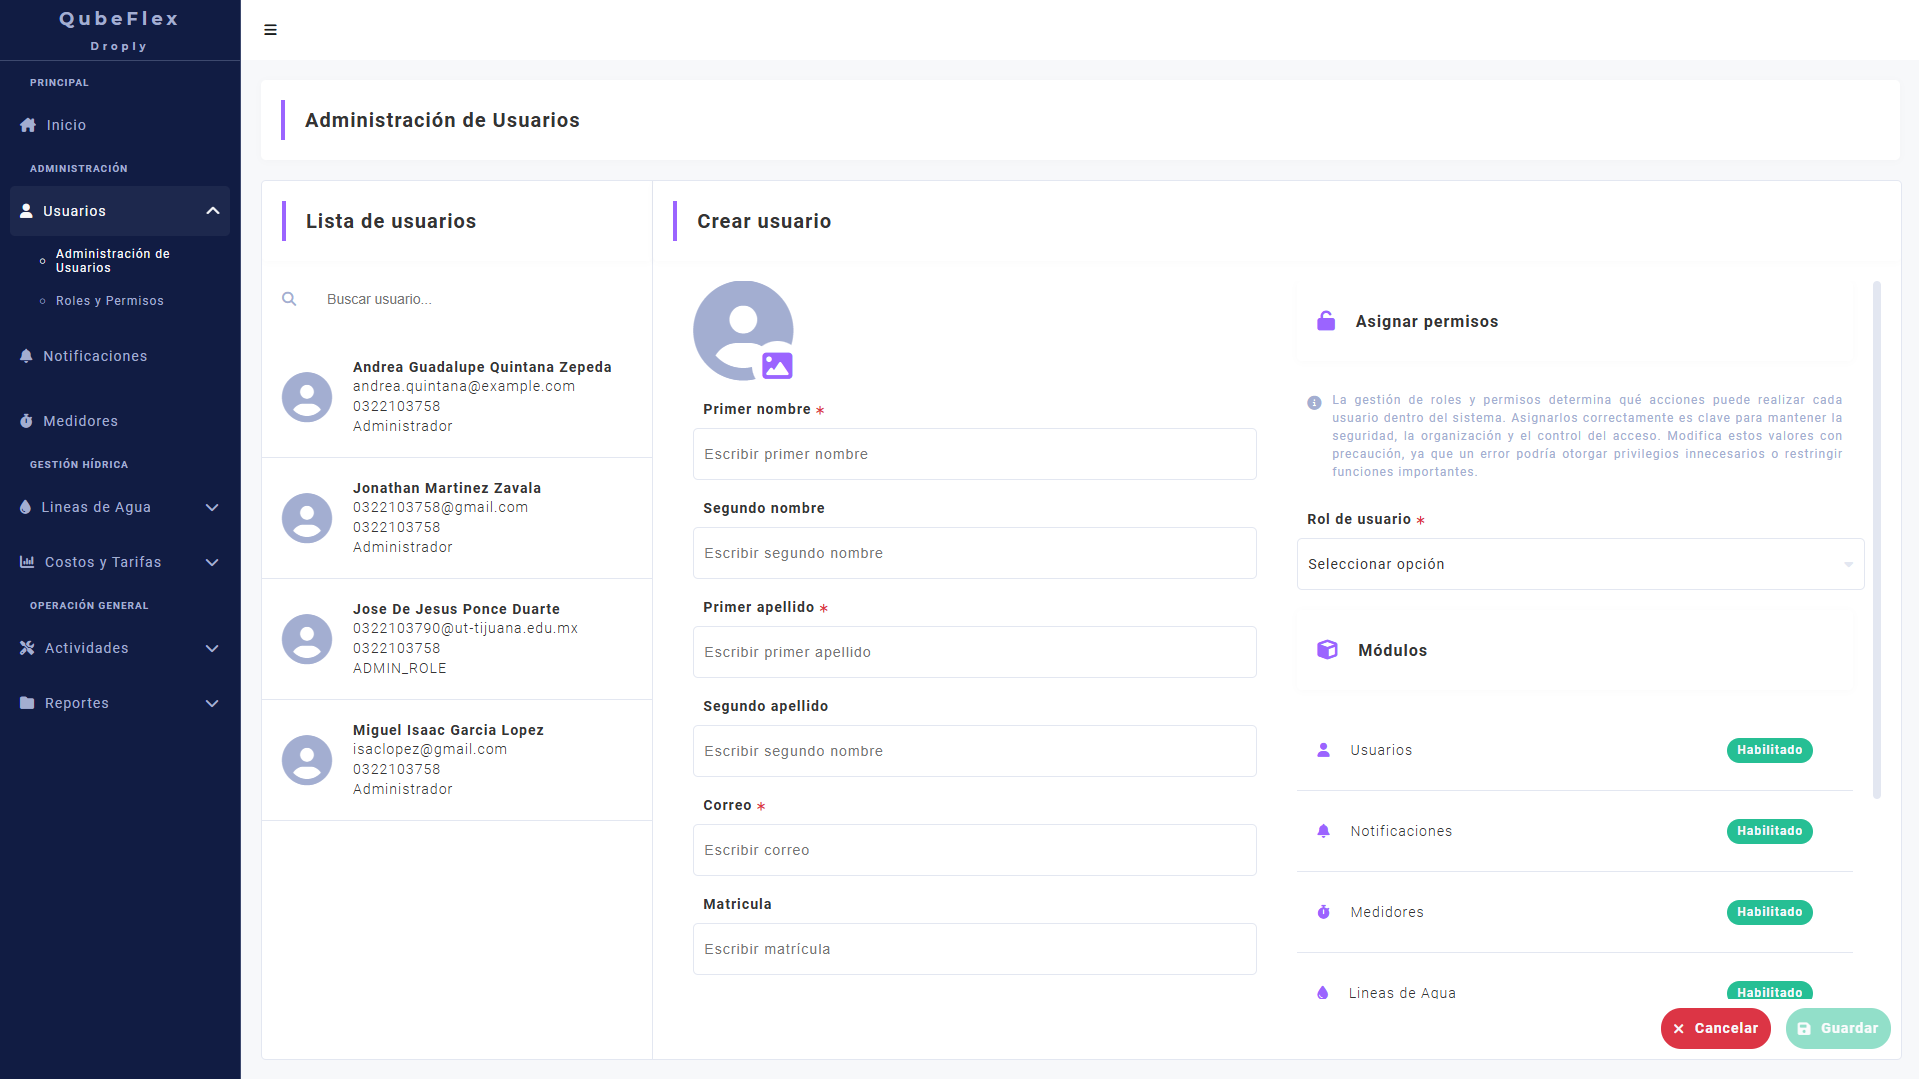 QubeFlex
Droply
PRINCIPAL
Inicio
ADMINISTRACIÓN
Usuarios
Administración de
Usuarios
Roles y Permisos
Notificaciones
Medidores
GESTIÓN HÍDRICA
Lineas de Agua
Costos y Tarifas
OPERACIÓN GENERAL
Actividades
Reportes
Administración de Usuarios
Lista de usuarios
Buscar usuario...
Andrea Guadalupe Quintana Zepeda
andrea.quintana@example.com
0322103758
Administrador
Jonathan Martinez Zavala
0322103758@gmail.com
0322103758
Administrador
Jose De Jesus Ponce Duarte
0322103790@ut-tijuana.edu.mx
0322103758
ADMIN_ROLE
Miguel Isaac Garcia Lopez
isaclopez@gmail.com
0322103758
Administrador
Crear usuario
Primer nombre *
Escribir primer nombre
Segundo nombre
Escribir segundo nombre
Primer apellido *
Escribir primer apellido
Segundo apellido
Escribir segundo nombre
Correo *
Escribir correo
Matricula
Escribir matrícula
Asignar permisos
La gestión de roles y permisos determina qué acciones puede realizar cada
usuario dentro del sistema. Asignarlos correctamente es clave para mantener la
seguridad, la organización y el control del acceso. Modifica estos valores con
precaución, ya que un error podría otorgar privilegios innecesarios o restringir
funciones importantes.
Rol de usuario *
Seleccionar opción
Módulos
Usuarios Habilitado
Notificaciones Habilitado
Medidores Habilitado
Lineas de Agua Habilitado
Cancelar Guardar